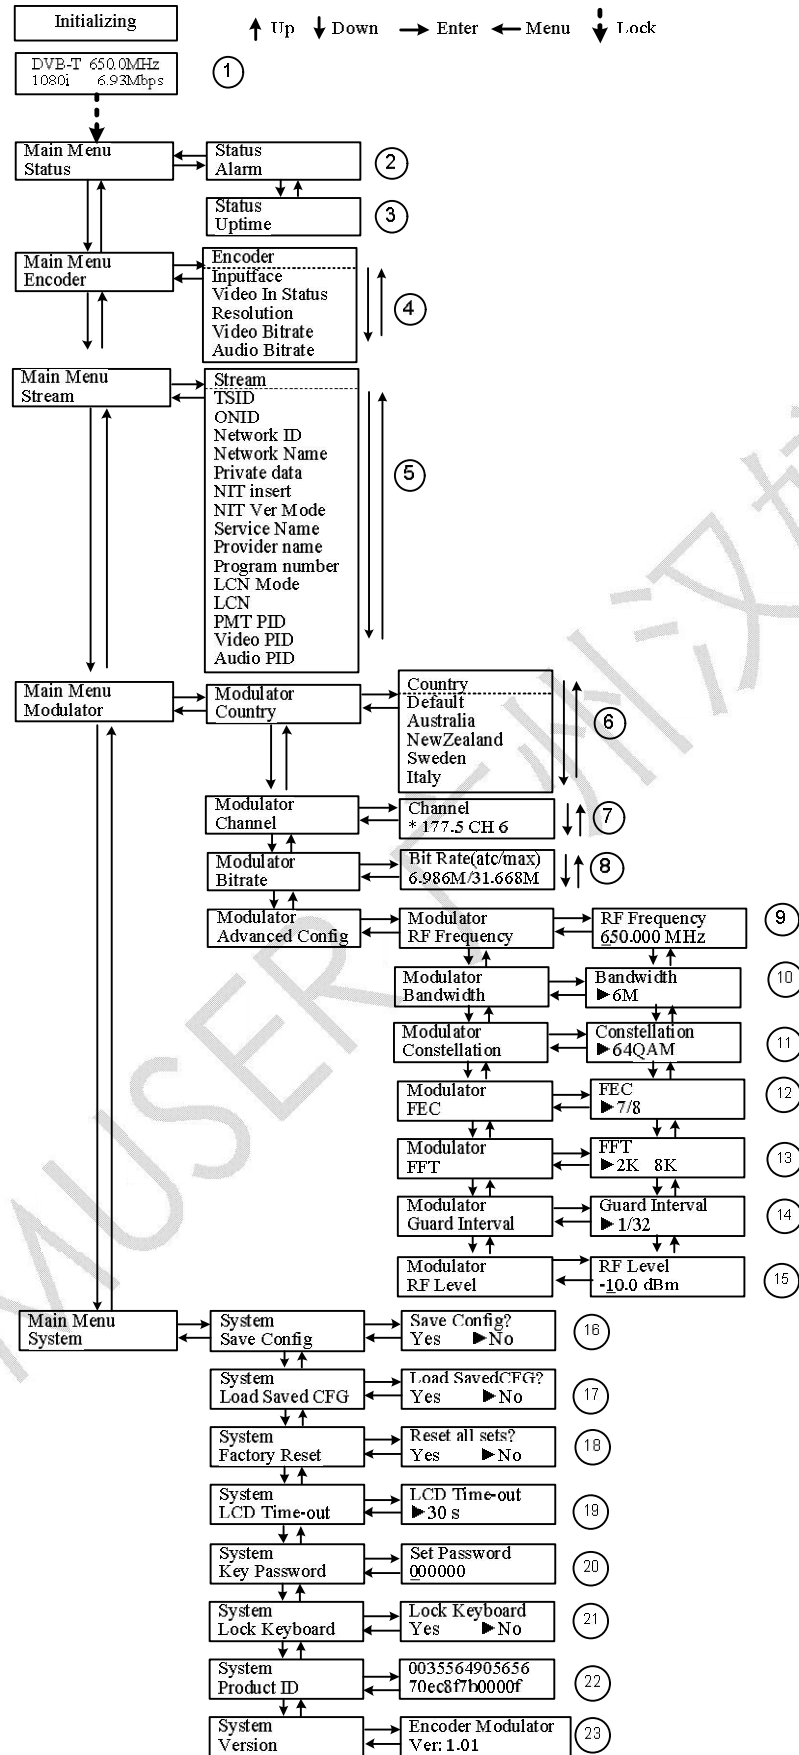 Initializing
Up Down Enter Menu Lock
DVB-T 650.0MHz
1080i 6.93Mbps
1
Main Menu
Status
Status
Alarm
2
Status
Uptime
3
Main Menu
Encoder
Encoder
Inputface
Video In Status
Resolution
Video Bitrate
Audio Bitrate
4
Main Menu
Stream
Stream
TSID
ONID
Network ID
Network Name
Private data
NIT insert
NIT Ver Mode
Service Name
Provider name
Program number
LCN Mode
LCN
PMT PID
Video PID
Audio PID
5
Main Menu
Modulator
Modulator
Country
Country
Default
Australia
NewZealand
Sweden
Italy
6
Modulator
Channel
Channel
* 177.5 CH 6
7
Modulator
Bitrate
Bit Rate(atc/max)
6.986M/31.668M
8
Modulator
Advanced Config
Modulator
RF Frequency
RF Frequency
650.000 MHz
9
Modulator
Bandwidth
Bandwidth
▶6M
10
Modulator
Constellation
Constellation
▶64QAM
11
Modulator
FEC
FEC
▶7/8
12
Modulator
FFT
FFT
▶2K 8K
13
Modulator
Guard Interval
Guard Interval
▶1/32
14
Modulator
RF Level
RF Level
-10.0 dBm
15
Main Menu
System
System
Save Config
Save Config?
Yes ▶No
16
System
Load Saved CFG
Load SavedCFG?
Yes ▶No
17
System
Factory Reset
Reset all sets?
Yes ▶No
18
System
LCD Time-out
LCD Time-out
▶30 s
19
System
Key Password
Set Password
000000
20
System
Lock Keyboard
Lock Keyboard
Yes ▶No
21
System
Product ID
0035564905656
70ec8f7b0000f
22
System
Version
Encoder Modulator
Ver: 1.01
23
MUSER广州汉